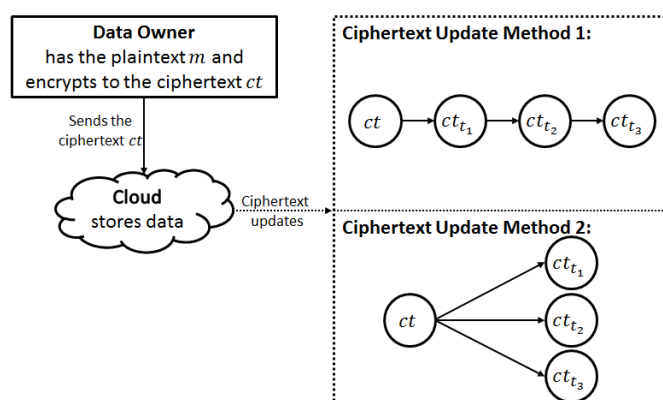 Data Owner
has the plaintext m and
encrypts to the ciphertext ct
Sends the
ciphertext ct
Cloud
stores data
Ciphertext
updates
Ciphertext Update Method 1:
ct
ct_{t_1}
ct_{t_2}
ct_{t_3}
Ciphertext Update Method 2:
ct
ct_{t_1}
ct_{t_2}
ct_{t_3}